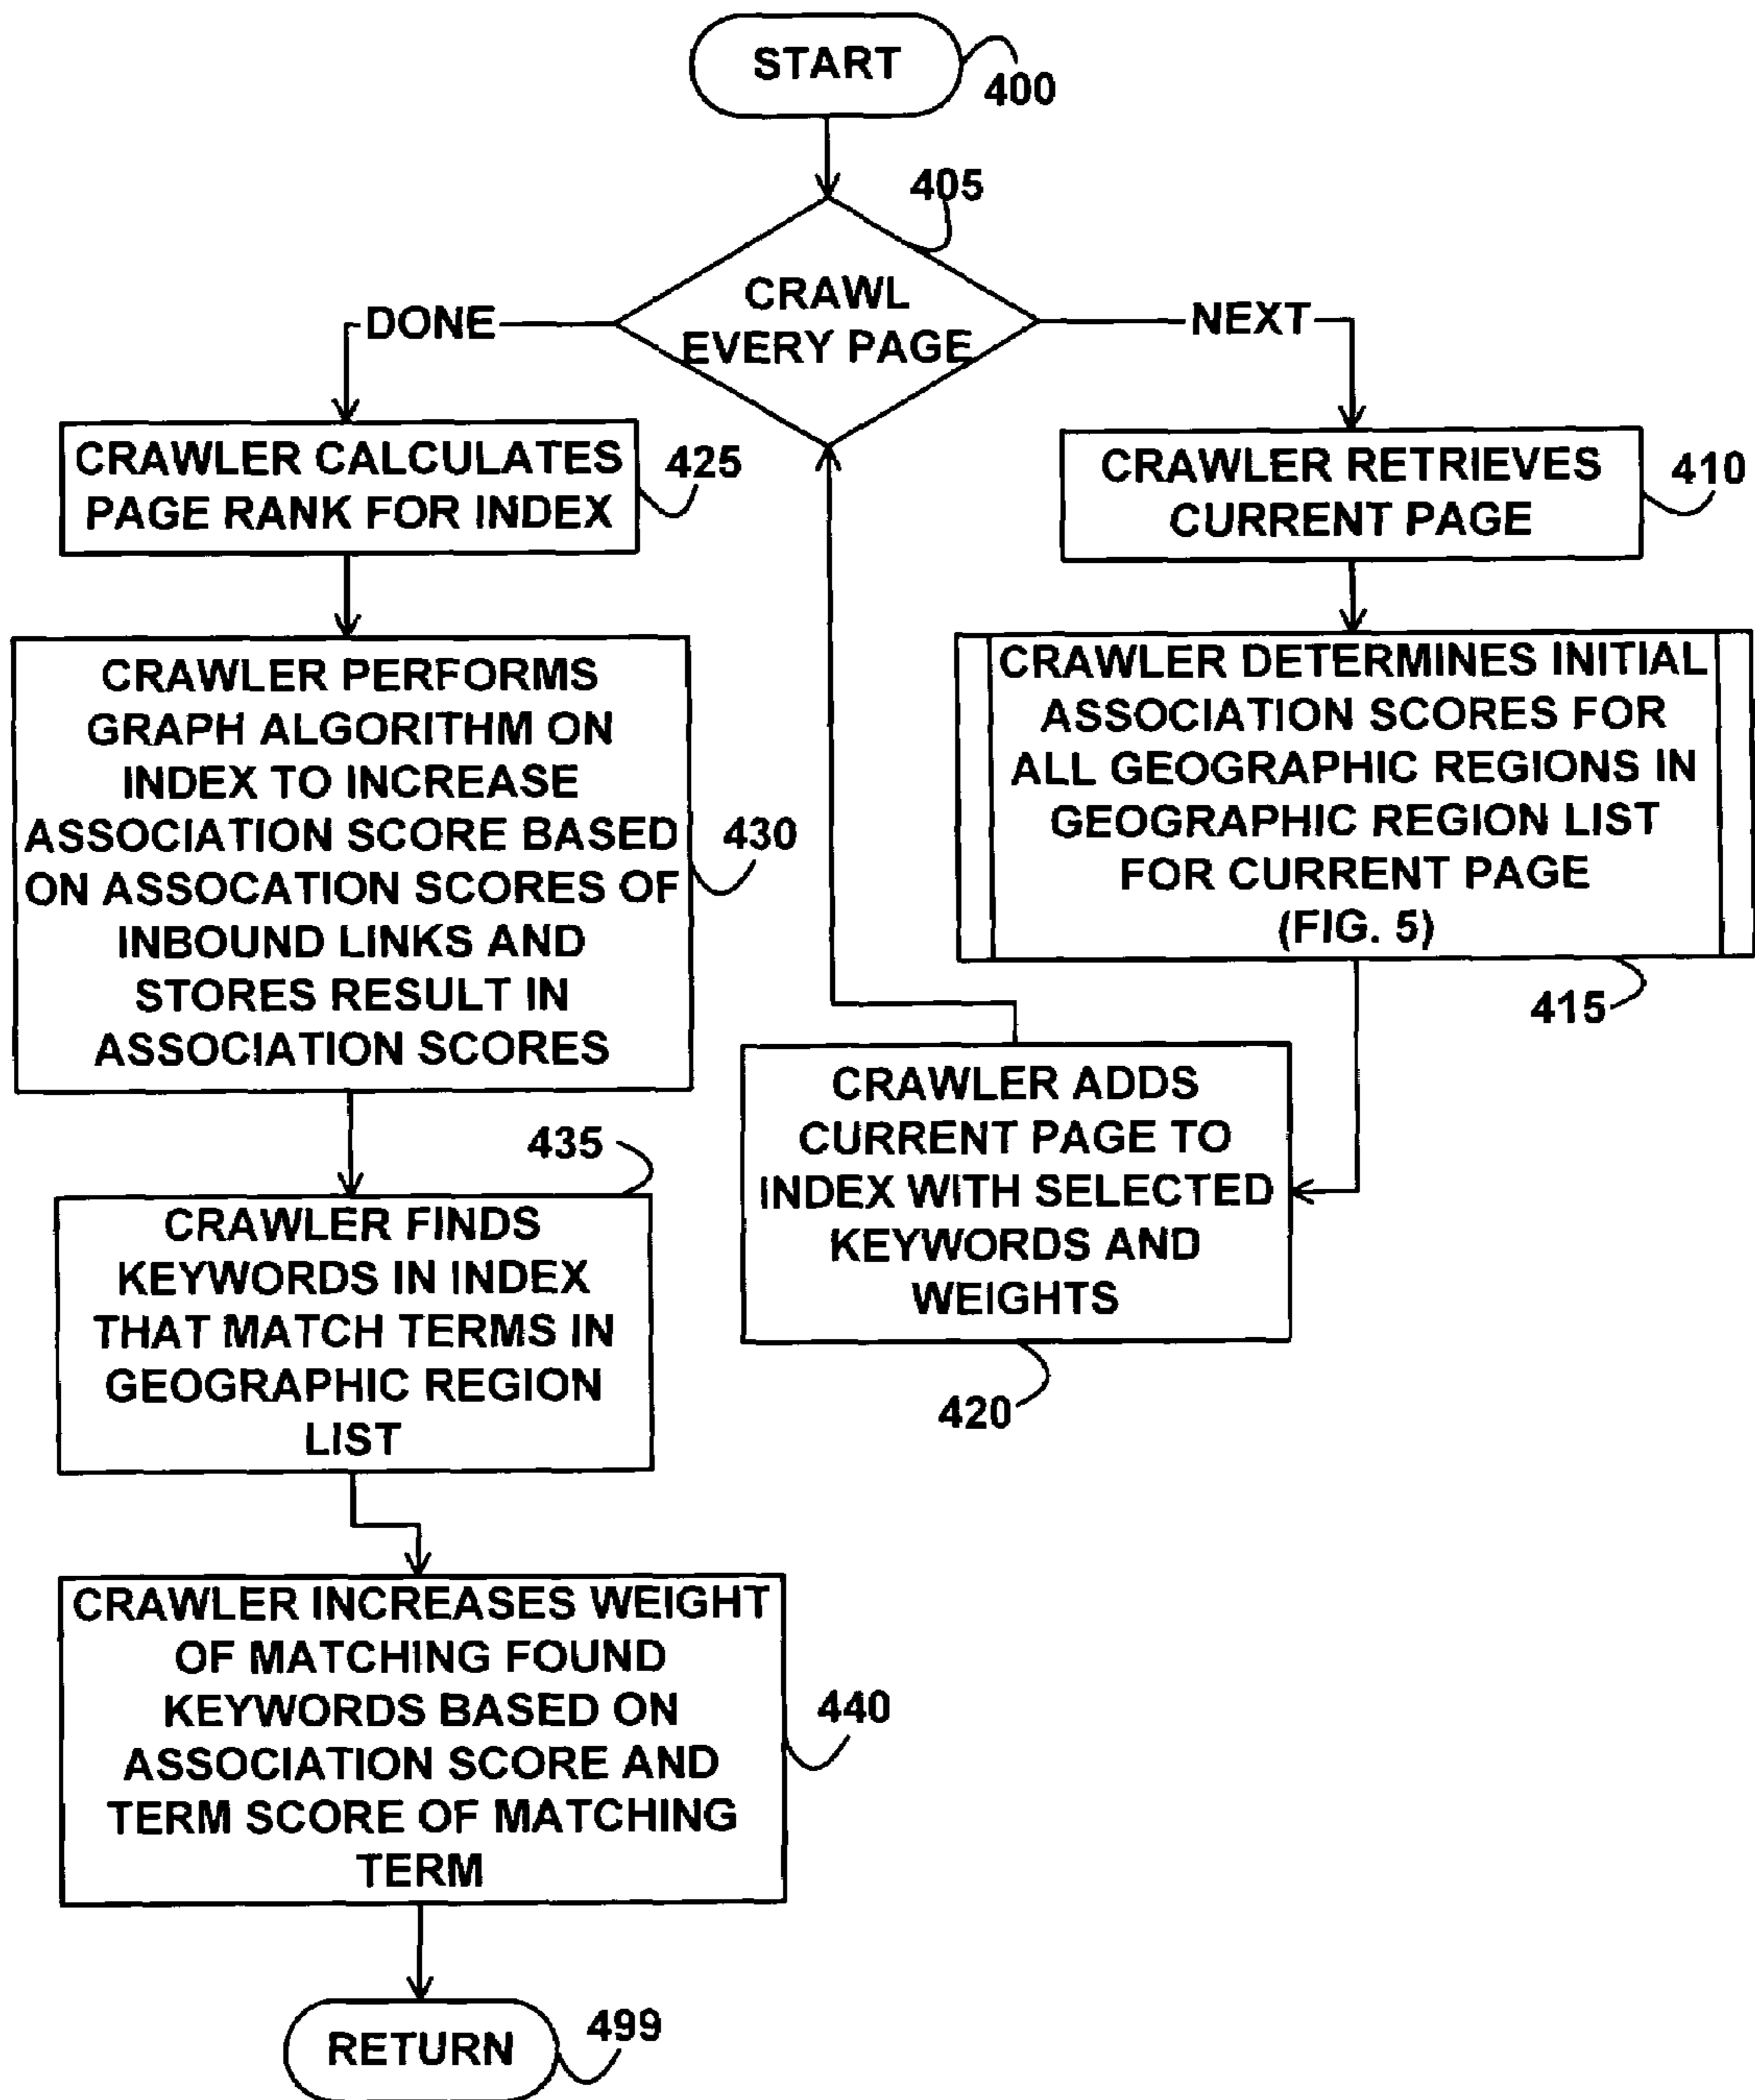 START
400
405
CRAWL
EVERY PAGE
DONE
NEXT
CRAWLER CALCULATES
PAGE RANK FOR INDEX
425
CRAWLER RETRIEVES
CURRENT PAGE
410
CRAWLER PERFORMS
GRAPH ALGORITHM ON
INDEX TO INCREASE
ASSOCIATION SCORE BASED
ON ASSOCATION SCORES OF
INBOUND LINKS AND
STORES RESULT IN
ASSOCIATION SCORES
430
CRAWLER DETERMINES INITIAL
ASSOCIATION SCORES FOR
ALL GEOGRAPHIC REGIONS IN
GEOGRAPHIC REGION LIST
FOR CURRENT PAGE
(FIG. 5)
415
CRAWLER ADDS
CURRENT PAGE TO
INDEX WITH SELECTED
KEYWORDS AND
WEIGHTS
420
435
CRAWLER FINDS
KEYWORDS IN INDEX
THAT MATCH TERMS IN
GEOGRAPHIC REGION
LIST
CRAWLER INCREASES WEIGHT
OF MATCHING FOUND
KEYWORDS BASED ON
ASSOCIATION SCORE AND
TERM SCORE OF MATCHING
TERM
440
RETURN
499